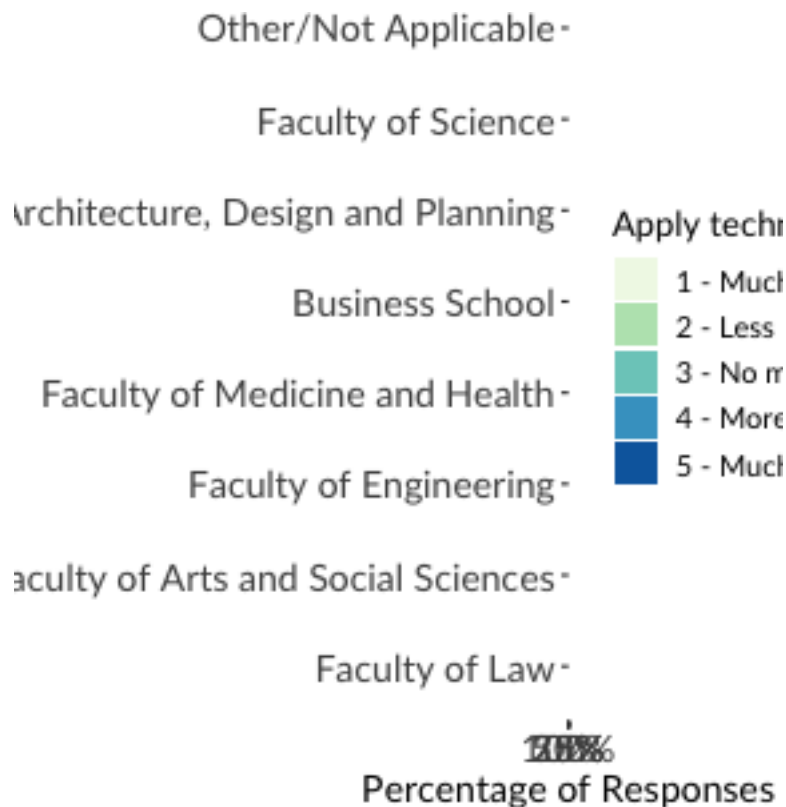 Other/Not Applicable
Faculty of Science
Architecture, Design and Planning
Apply
Business School
1 - Much
2 - Less
3 - No
Faculty of Medicine and Health
4 - More
5 - Much
Faculty of Engineering
of Arts and Social Sciences
Faculty of Law
Percentage of Responses